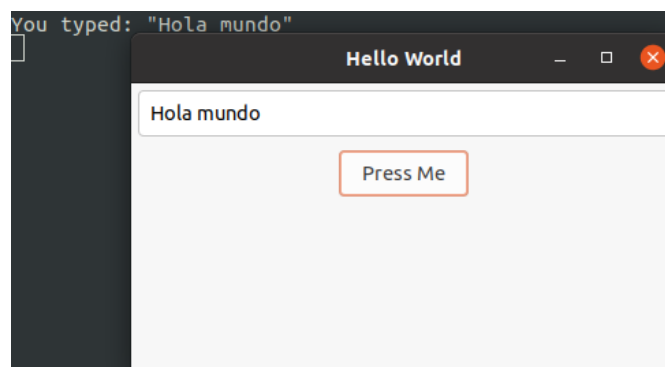 You typed: "Hola mundo"
Hello World
Hola mundo
Press Me